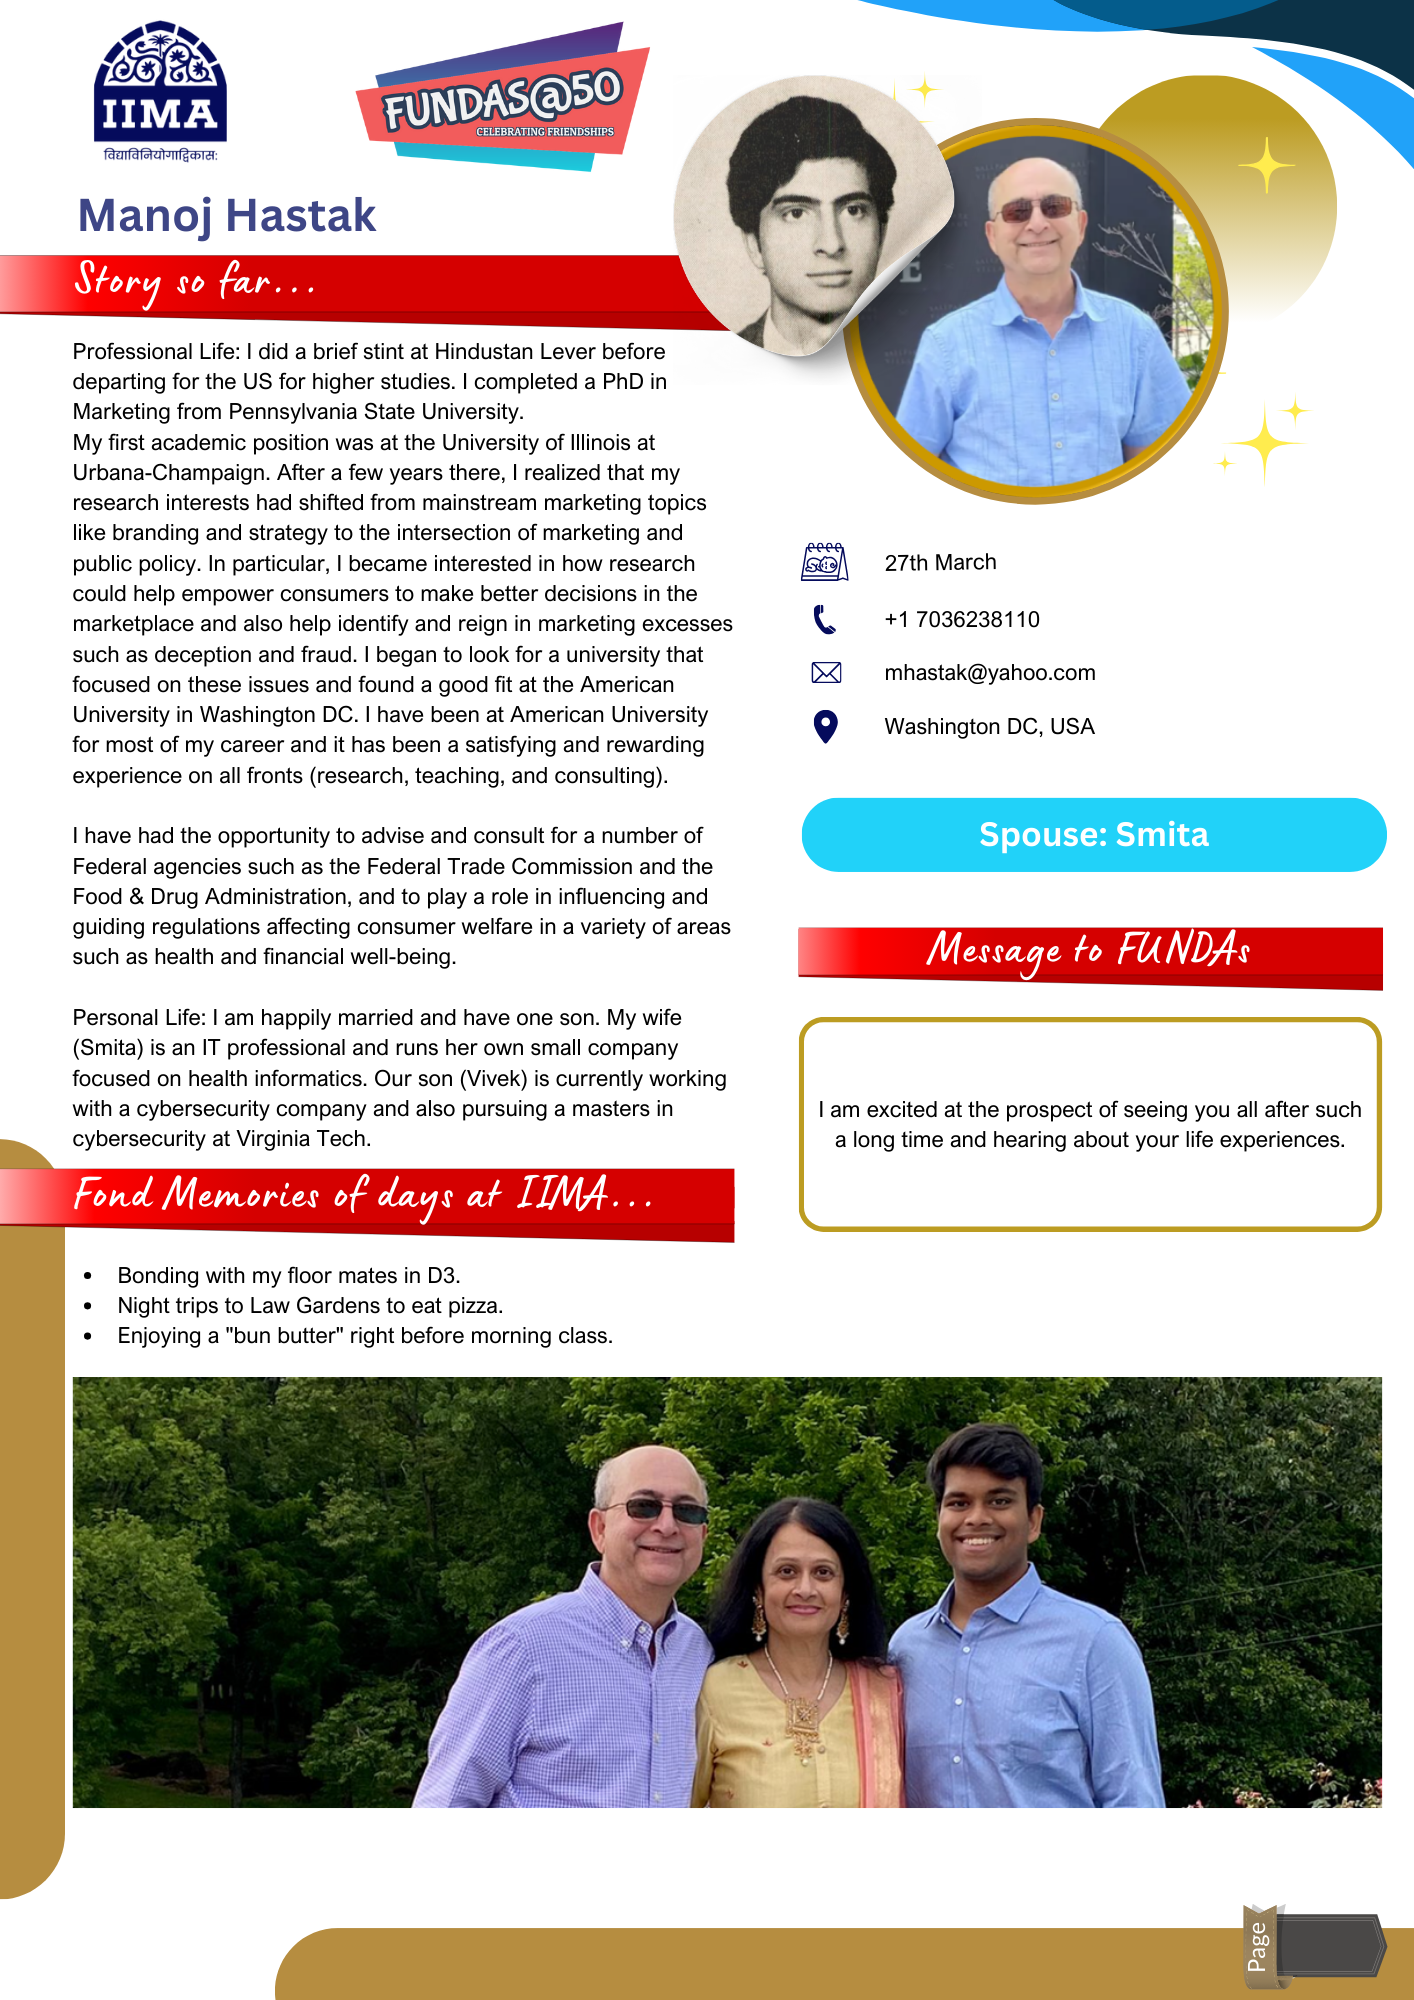 IIMA
विद्याविनियोगाद्विकास:
FUNDAS@50
CELEBRATING FRIENDSHIPS
Manoj Hastak
Story so far...
Professional Life: I did a brief stint at Hindustan Lever before
departing for the US for higher studies. I completed a PhD in
Marketing from Pennsylvania State University.
My first academic position was at the University of Illinois at
Urbana-Champaign. After a few years there, I realized that my
research interests had shifted from mainstream marketing topics
like branding and strategy to the intersection of marketing and
public policy. In particular, I became interested in how research
could help empower consumers to make better decisions in the
marketplace and also help identify and reign in marketing excesses
such as deception and fraud. I began to look for a university that
focused on these issues and found a good fit at the American
University in Washington DC. I have been at American University
for most of my career and it has been a satisfying and rewarding
experience on all fronts (research, teaching, and consulting).
I have had the opportunity to advise and consult for a number of
Federal agencies such as the Federal Trade Commission and the
Food & Drug Administration, and to play a role in influencing and
guiding regulations affecting consumer welfare in a variety of areas
such as health and financial well-being.
Personal Life: I am happily married and have one son. My wife
(Smita) is an IT professional and runs her own small company
focused on health informatics. Our son (Vivek) is currently working
with a cybersecurity company and also pursuing a masters in
cybersecurity at Virginia Tech.
Fond Memories of days at IIMA...
• Bonding with my floor mates in D3.
• Night trips to Law Gardens to eat pizza.
• Enjoying a "bun butter" right before morning class.
27th March
+1 7036238110
mhastak@yahoo.com
Washington DC, USA
Spouse: Smita
Message to FUNDAs
I am excited at the prospect of seeing you all after such
a long time and hearing about your life experiences.
Page